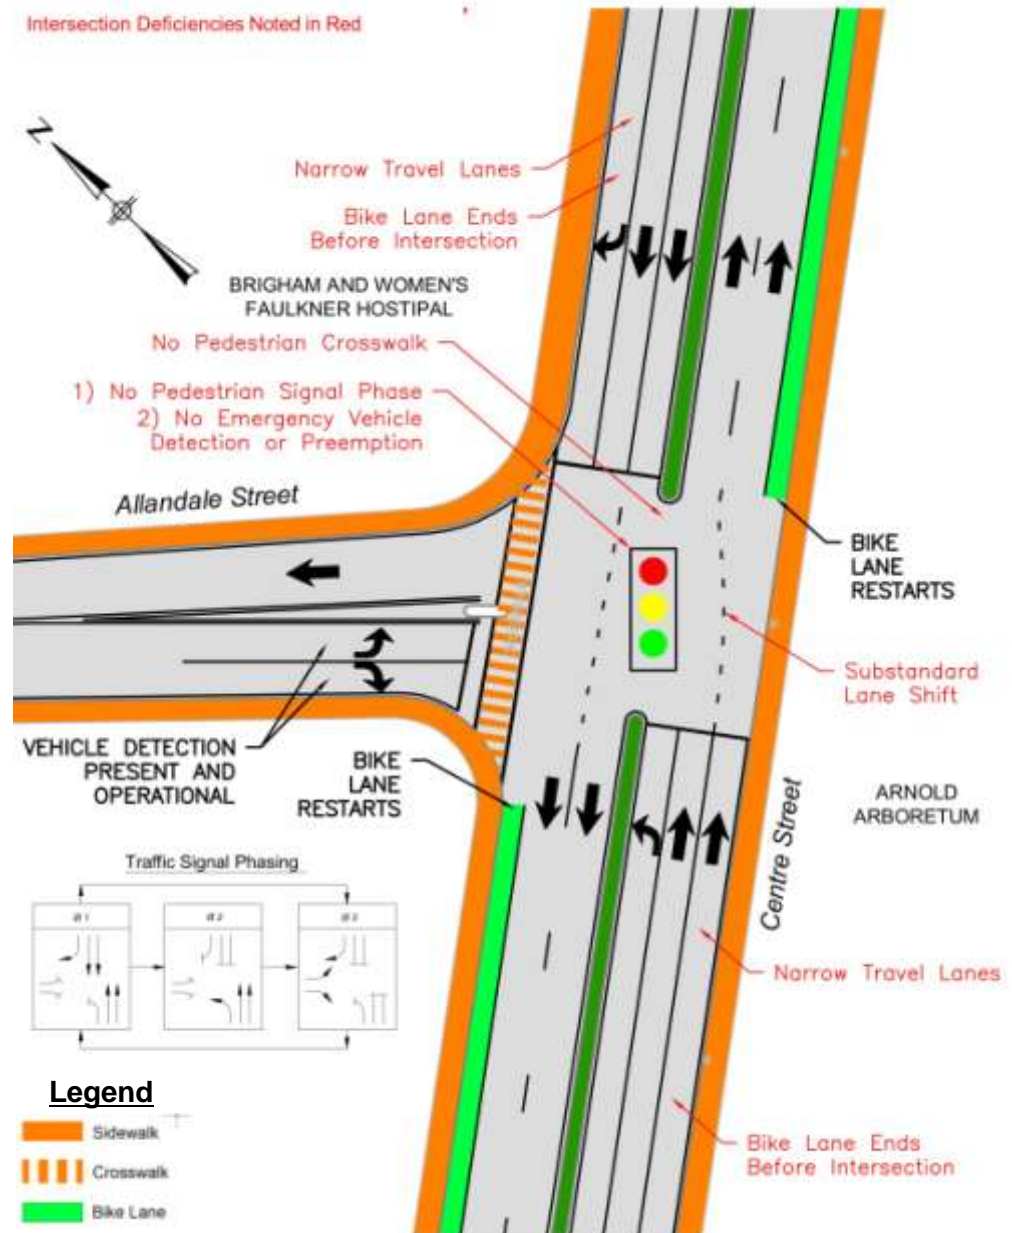 Intersection Deficiencies Noted in Red
N
Narrow Travel Lanes
Bike Lane Ends
Before Intersection
BRIGHAM AND WOMEN'S
FAULKNER HOSTIPAL
No Pedestrian Crosswalk
1) No Pedestrian Signal Phase
2) No Emergency Vehicle
Detection or Preemption
Allandale Street
BIKE
LANE
RESTARTS
Substandard
Lane Shift
VEHICLE DETECTION
PRESENT AND
OPERATIONAL
BIKE
LANE
RESTARTS
ARNOLD
ARBORETUM
Centre Street
Traffic Signal Phasing
Ø 1
Ø 2
Ø 3
Narrow Travel Lanes
Bike Lane Ends
Before Intersection
Legend
Sidewalk
Crosswalk
Bike Lane